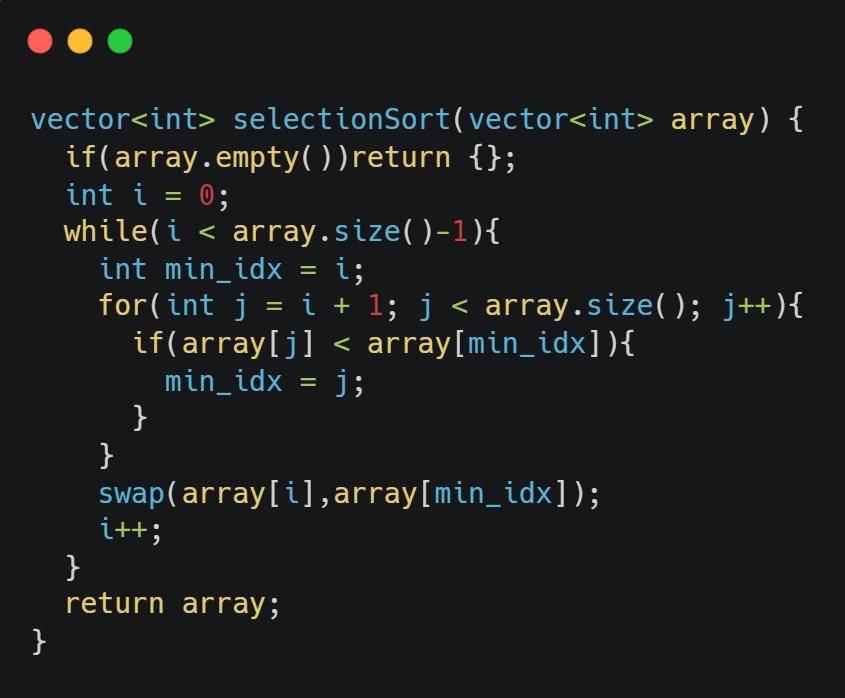 vector<int> selectionSort(vector<int> array) {
  if(array.empty())return {};
  int i = 0;
  while(i < array.size()-1){
    int min_idx = i;
    for(int j = i + 1; j < array.size(); j++){
      if(array[j] < array[min_idx]){
        min_idx = j;
      }
    }
    swap(array[i],array[min_idx]);
    i++;
  }
  return array;
}